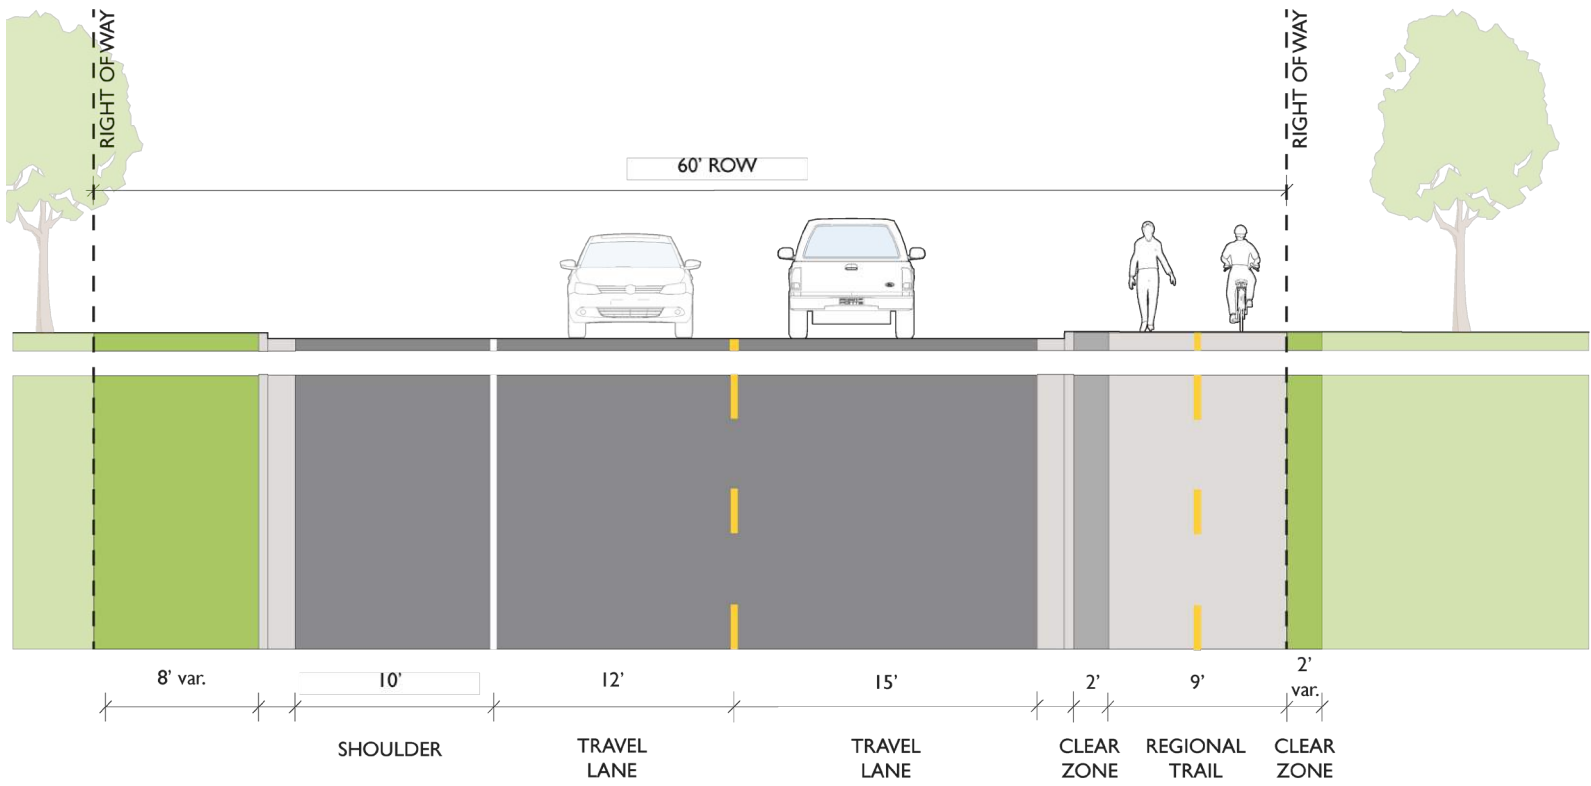 RIGHT OF WAY
RIGHT OF WAY
60’ ROW
8’ var.
10’
12’
15’
2’
9’
2’
var.
SHOULDER
TRAVEL
LANE
TRAVEL
LANE
CLEAR
ZONE
REGIONAL
TRAIL
CLEAR
ZONE